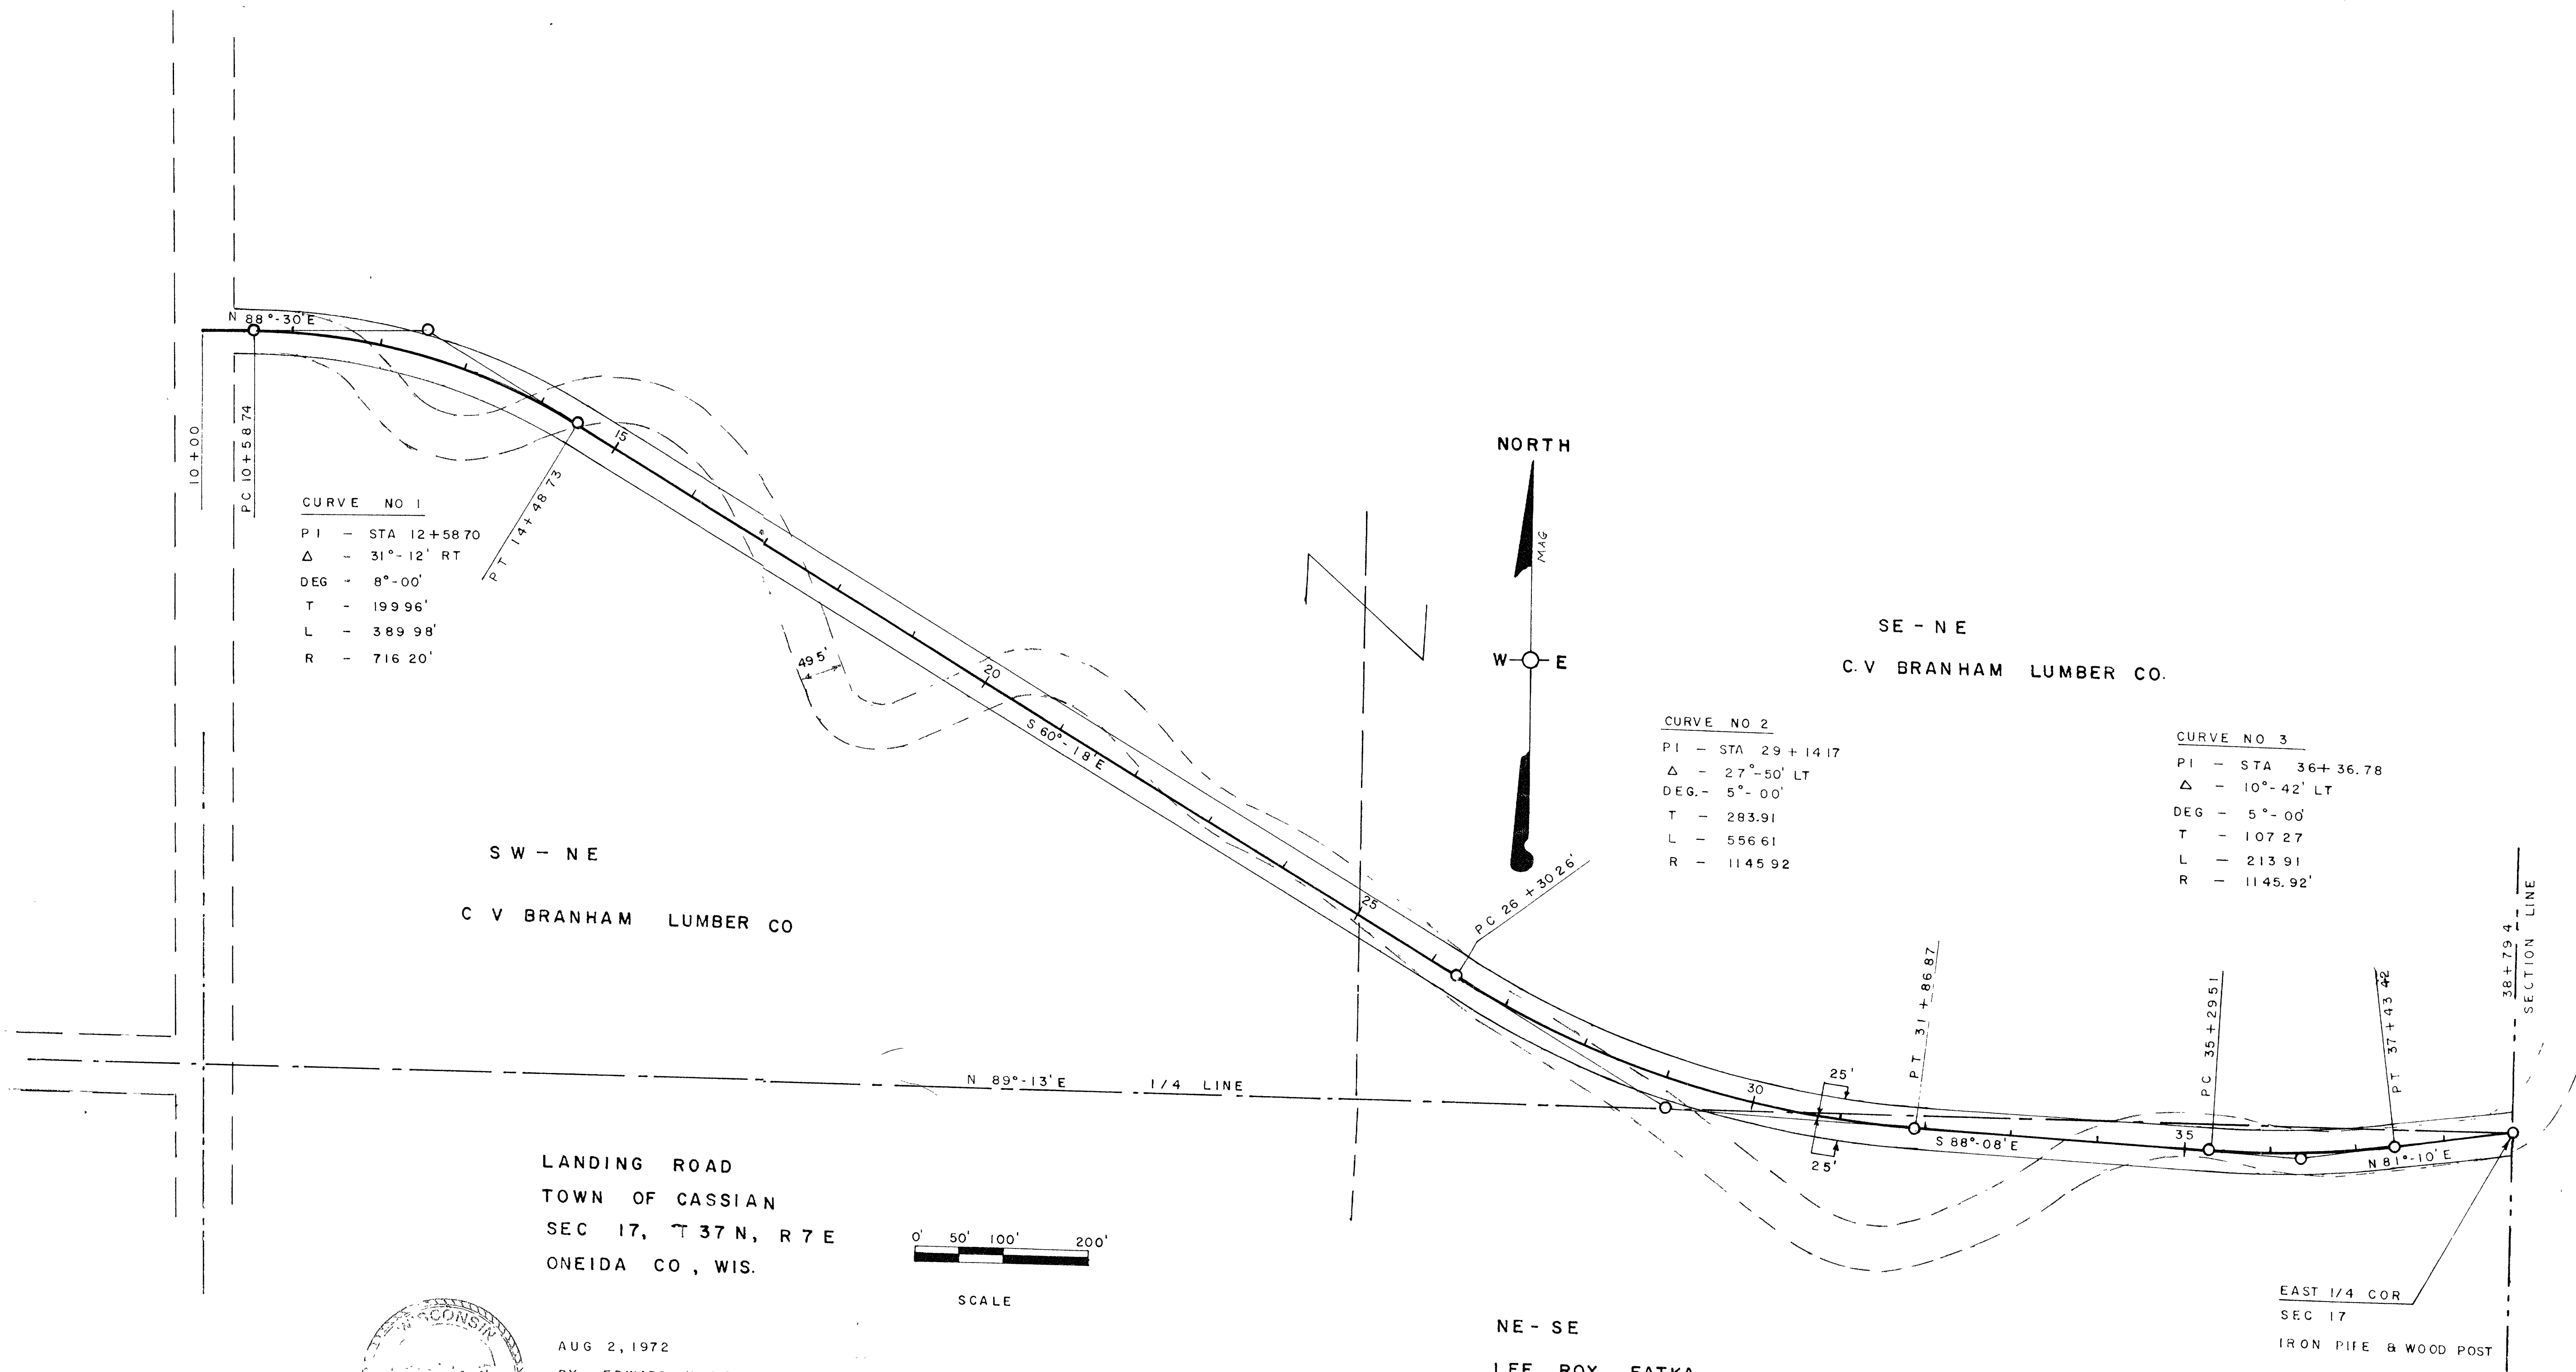 N 88°-30'E
10+00
PC 10+58 74
CURVE NO 1
PI - STA 12+58 70
Δ - 31°-12' RT
DEG - 8°-00'
T - 199 96'
L - 389 98'
R - 716 20'
PT 14+48 73
15
49 5'
20
S 60°-18'E
25
NORTH
MAG
W E
SE-NE
C.V BRANHAM LUMBER CO.
CURVE NO 2
PI - STA 29+14 17
Δ - 27°-50' LT
DEG.- 5°-00'
T - 283.91
L - 556 61
R - 1145 92
CURVE NO 3
PI - STA 36+36.78
Δ - 10°-42' LT
DEG - 5°-00'
T - 107 27
L - 213 91
R - 1145.92'
SW-NE
C V BRANHAM LUMBER CO
PC 26+30 26'
PT 31+86 87
PC 35+29 51
PT 37+43 42
38+79 4
SECTION LINE
N 89°-13'E 1/4 LINE
30
25'
25'
S 88°-08'E
35
N 81°-10'E
LANDING ROAD
TOWN OF CASSIAN
SEC 17, T 37 N, R 7 E
ONEIDA CO, WIS.
0' 50' 100' 200'
SCALE
EAST 1/4 COR
SEC 17
IRON PIPE & WOOD POST
WISCONSIN
AUG 2, 1972
NE-SE
LEE ROY FATKA